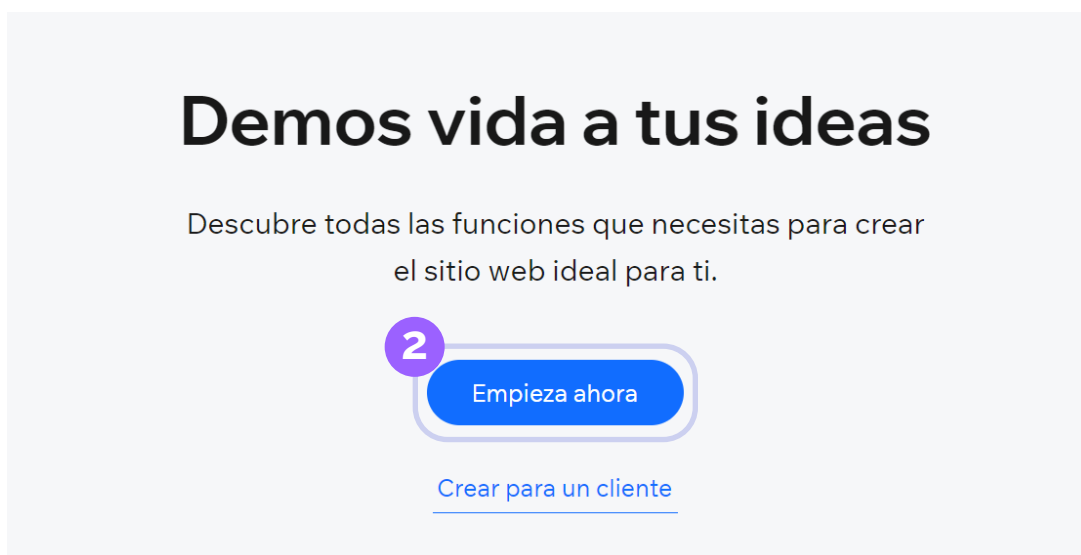 Demos vida a tus ideas
Descubre todas las funciones que necesitas para crear
el sitio web ideal para ti.
2
Empieza ahora
Crear para un cliente